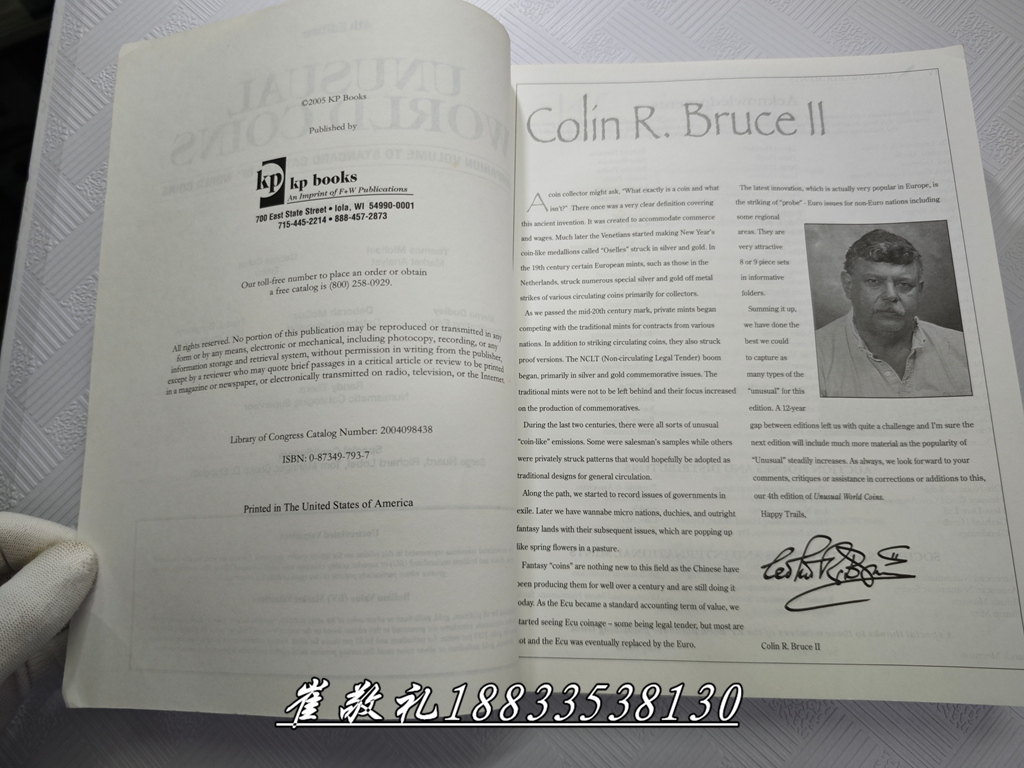 ©2005 KP Books
Published by
kp
kp books
An Imprint of F+W Publications
700 East State Street • Iola, WI 54990-0001
715-445-2214 • 888-457-2873
Our toll-free number to place an order or obtain
a free catalog is (800) 258-0929.
All rights reserved. No portion of this publication may be reproduced or transmitted in any
form or by any means, electronic or mechanical, including photocopy, recording, or any
information storage and retrieval system, without permission in writing from the publisher,
except by a reviewer who may quote brief passages in a critical article or review to be printed
in a magazine or newspaper, or electronically transmitted on radio, television, or the Internet.
Library of Congress Catalog Number: 2004098438
ISBN: 0-87349-793-7
Printed in The United States of America
Colin R. Bruce II
A coin collector might ask, "What exactly is a coin and what
isn't?" There once was a very clear definition covering
this ancient invention. It was created to accommodate commerce
and wages. Much later the Venetians started making New Year's
coin-like medallions called "Oselles" struck in silver and gold. In
the 19th century certain European mints, such as those in the
Netherlands, struck numerous special silver and gold off metal
strikes of various circulating coins primarily for collectors.
As we passed the mid-20th century mark, private mints began
competing with the traditional mints for contracts from various
nations. In addition to striking circulating coins, they also struck
proof versions. The NCLT (Non-circulating Legal Tender) boom
began, primarily in silver and gold commemorative issues. The
traditional mints were not to be left behind and their focus increased
on the production of commemoratives.
During the last two centuries, there were all sorts of unusual
"coin-like" emissions. Some were salesman's samples while others
were privately struck patterns that would hopefully be adopted as
traditional designs for general circulation.
Along the path, we started to record issues of governments in
exile. Later we have wannabe micro nations, duchies, and outright
fantasy lands with their subsequent issues, which are popping up
like spring flowers in a pasture.
Fantasy "coins" are nothing new to this field as the Chinese have
been producing them for well over a century and are still doing it
oday. As the Ecu became a standard accounting term of value, we
tarted seeing Ecu coinage – some being legal tender, but most are
ot and the Ecu was eventually replaced by the Euro.
The latest innovation, which is actually very popular in Europe, is
the striking of "probe" - Euro issues for non-Euro nations including
some regional
areas. They are
very attractive
8 or 9 piece sets
in informative
folders.
Summing it up,
we have done the
best we could
to capture as
many types of the
"unusual" for this
edition. A 12-year
gap between editions left us with quite a challenge and I'm sure the
next edition will include much more material as the popularity of
"Unusual" steadily increases. As always, we look forward to your
comments, critiques or assistance in corrections or additions to this,
our 4th edition of Unusual World Coins.
Happy Trails,
Colin R. Bruce II
Colin R. Bruce II
崔敬礼18833538130